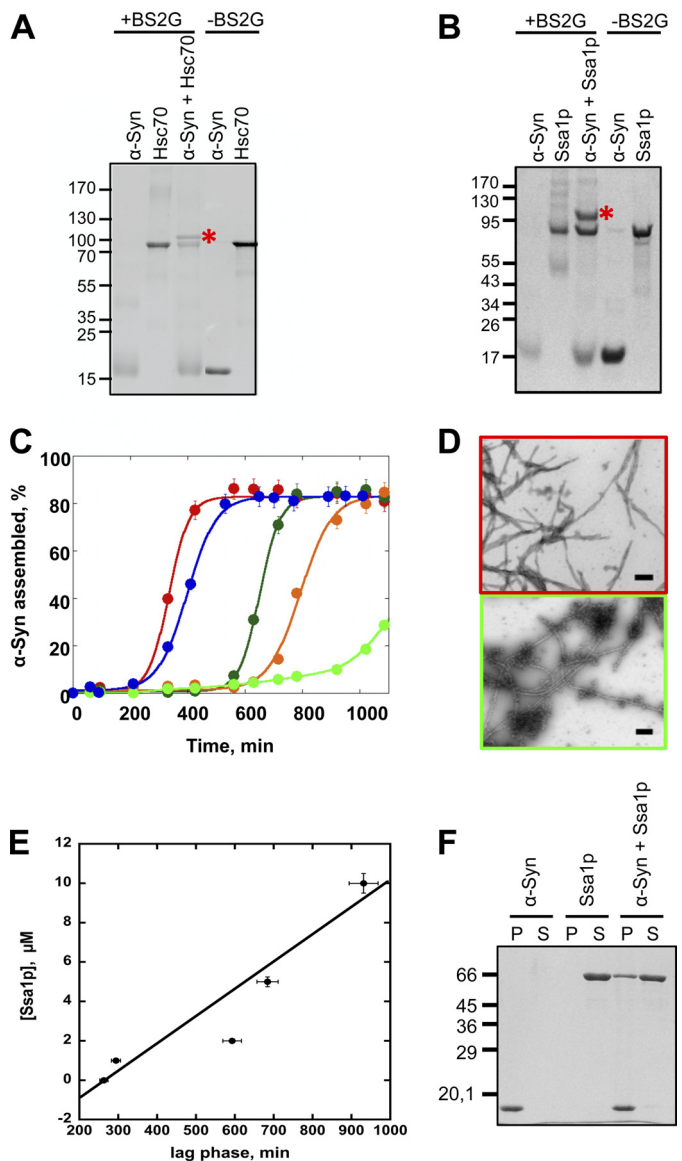 A
+BS2G -BS2G
α-Syn
Hsc70
α-Syn + Hsc70
α-Syn
Hsc70
170
130
100
70
55
35
25
15
*
B
+BS2G -BS2G
α-Syn
Ssa1p
α-Syn + Ssa1p
α-Syn
Ssa1p
170
130
95
55
43
34
26
17
*
C
α-Syn assembled, %
100
80
60
40
20
0
0 200 400 600 800 1000
Time, min
D
E
[Ssa1p], μM
12
10
8
6
4
2
0
-2
200 300 400 500 600 700 800 900 1000
lag phase, min
F
α-Syn
Ssa1p
α-Syn + Ssa1p
P S P S P S
66
45
36
29
20,1